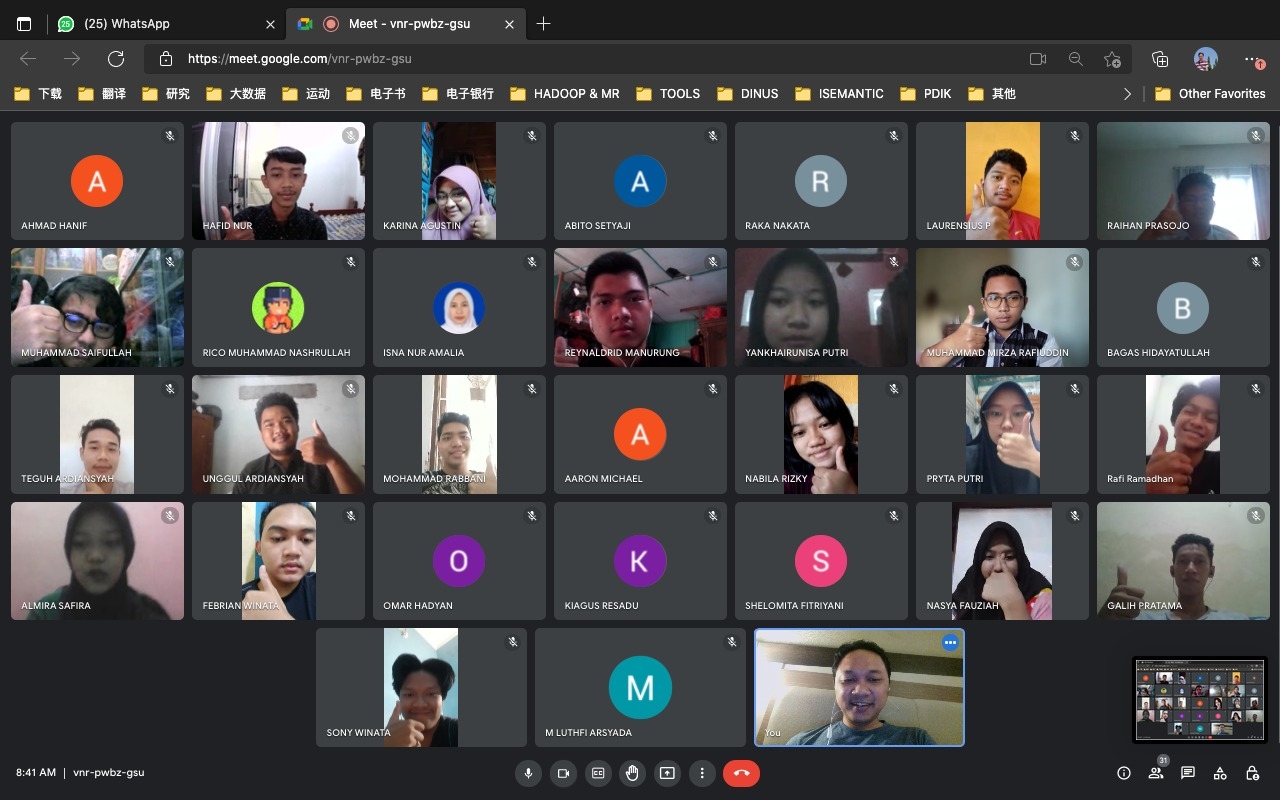 (25) WhatsApp
Meet - vnr-pwbz-gsu
https://meet.google.com/vnr-pwbz-gsu
下载 翻译 研究 大数据 运动 电子书 电子银行 HADOOP & MR TOOLS DINUS ISEMANTIC PDIK 其他 Other Favorites
A A R
AHMAD HANIF HAFID NUR KARINA AGUSTIN ABITO SETYAJI RAKA NAKATA LAURENSIUS P RAIHAN PRASOJO
B
MUHAMMAD SAIFULLAH RICO MUHAMMAD NASHRULLAH ISNA NUR AMALIA REYNALDRID MANURUNG YANKHAIRUNISA PUTRI MUHAMMAD MIRZA RAFIUDDIN BAGAS HIDAYATULLAH
A
TEGUH ARDIANSYAH UNGGUL ARDIANSYAH MOHAMMAD RABBANI AARON MICHAEL NABILA RIZKY PRYTA PUTRI Rafi Ramadhan
O K S
ALMIRA SAFIRA FEBRIAN WINATA OMAR HADYAN KIAGUS RESADU SHELOMITA FITRIYANI NASYA FAUZIAH GALIH PRATAMA
M
SONY WINATA M LUTHFI ARSYADA You
31
8:41 AM | vnr-pwbz-gsu